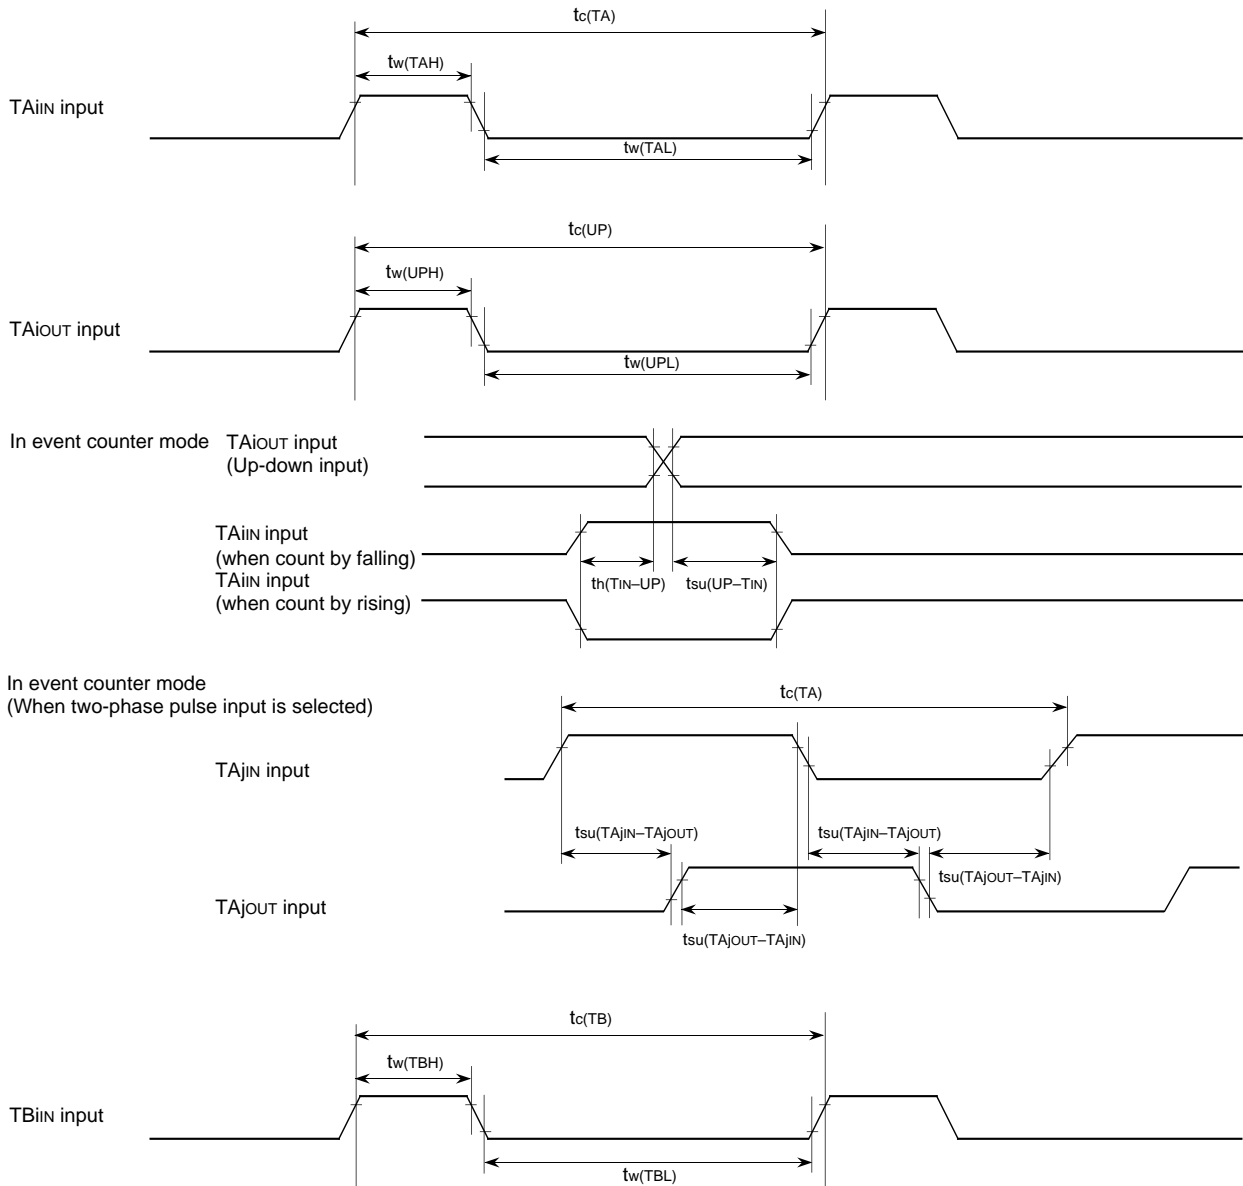 tc(TA)
tw(TAH)
TAiIN input
tw(TAL)
tc(UP)
tw(UPH)
TAiOUT input
tw(UPL)
In event counter mode
TAiOUT input
(Up-down input)
TAiIN input
(when count by falling)
TAiIN input
(when count by rising)
th(TIN–UP)
tsu(UP–TIN)
In event counter mode
(When two-phase pulse input is selected)
tc(TA)
TAjIN input
tsu(TAjIN–TAjOUT)
tsu(TAjIN–TAjOUT)
tsu(TAjOUT–TAjIN)
TAjOUT input
tsu(TAjOUT–TAjIN)
tc(TB)
tw(TBH)
TBiIN input
tw(TBL)